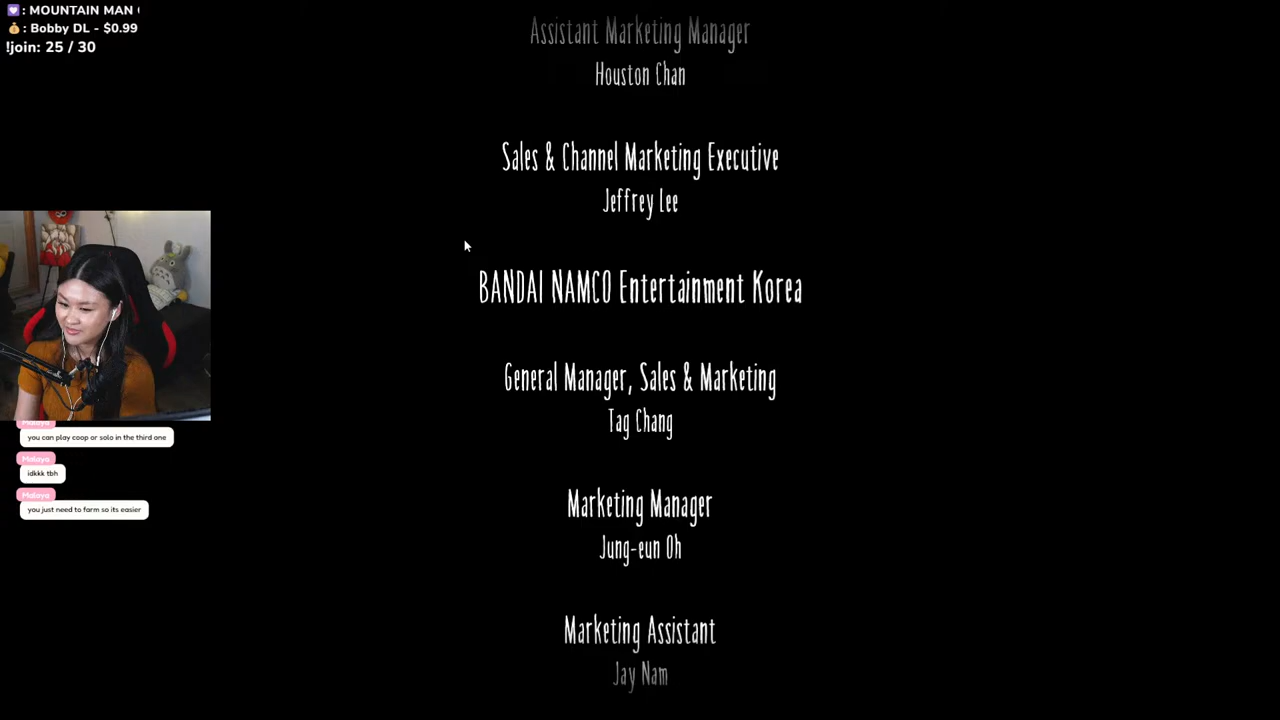 : MOUNTAIN MAN
: Bobby DL - $0.99
!join: 25 / 30
Assistant Marketing Manager
Houston Chan
Sales & Channel Marketing Executive
Jeffrey Lee
BANDAI NAMCO Entertainment Korea
General Manager, Sales & Marketing
Tag Chang
Marketing Manager
Jung-eun Oh
Marketing Assistant
Jay Nam
Malaya
you can play coop or solo in the third one
Malaya
idkkk tbh
Malaya
you just need to farm so its easier